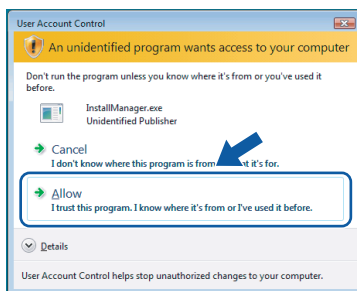 User Account Control
An unidentified program wants access to your computer
Don't run the program unless you know where it's from or you've used it
before.
InstallManager.exe
Unidentified Publisher
Cancel
I don't know where this program is from it's for.
Allow
I trust this program. I know where it's from or I've used it before.
Details
User Account Control helps stop unauthorized changes to your computer.